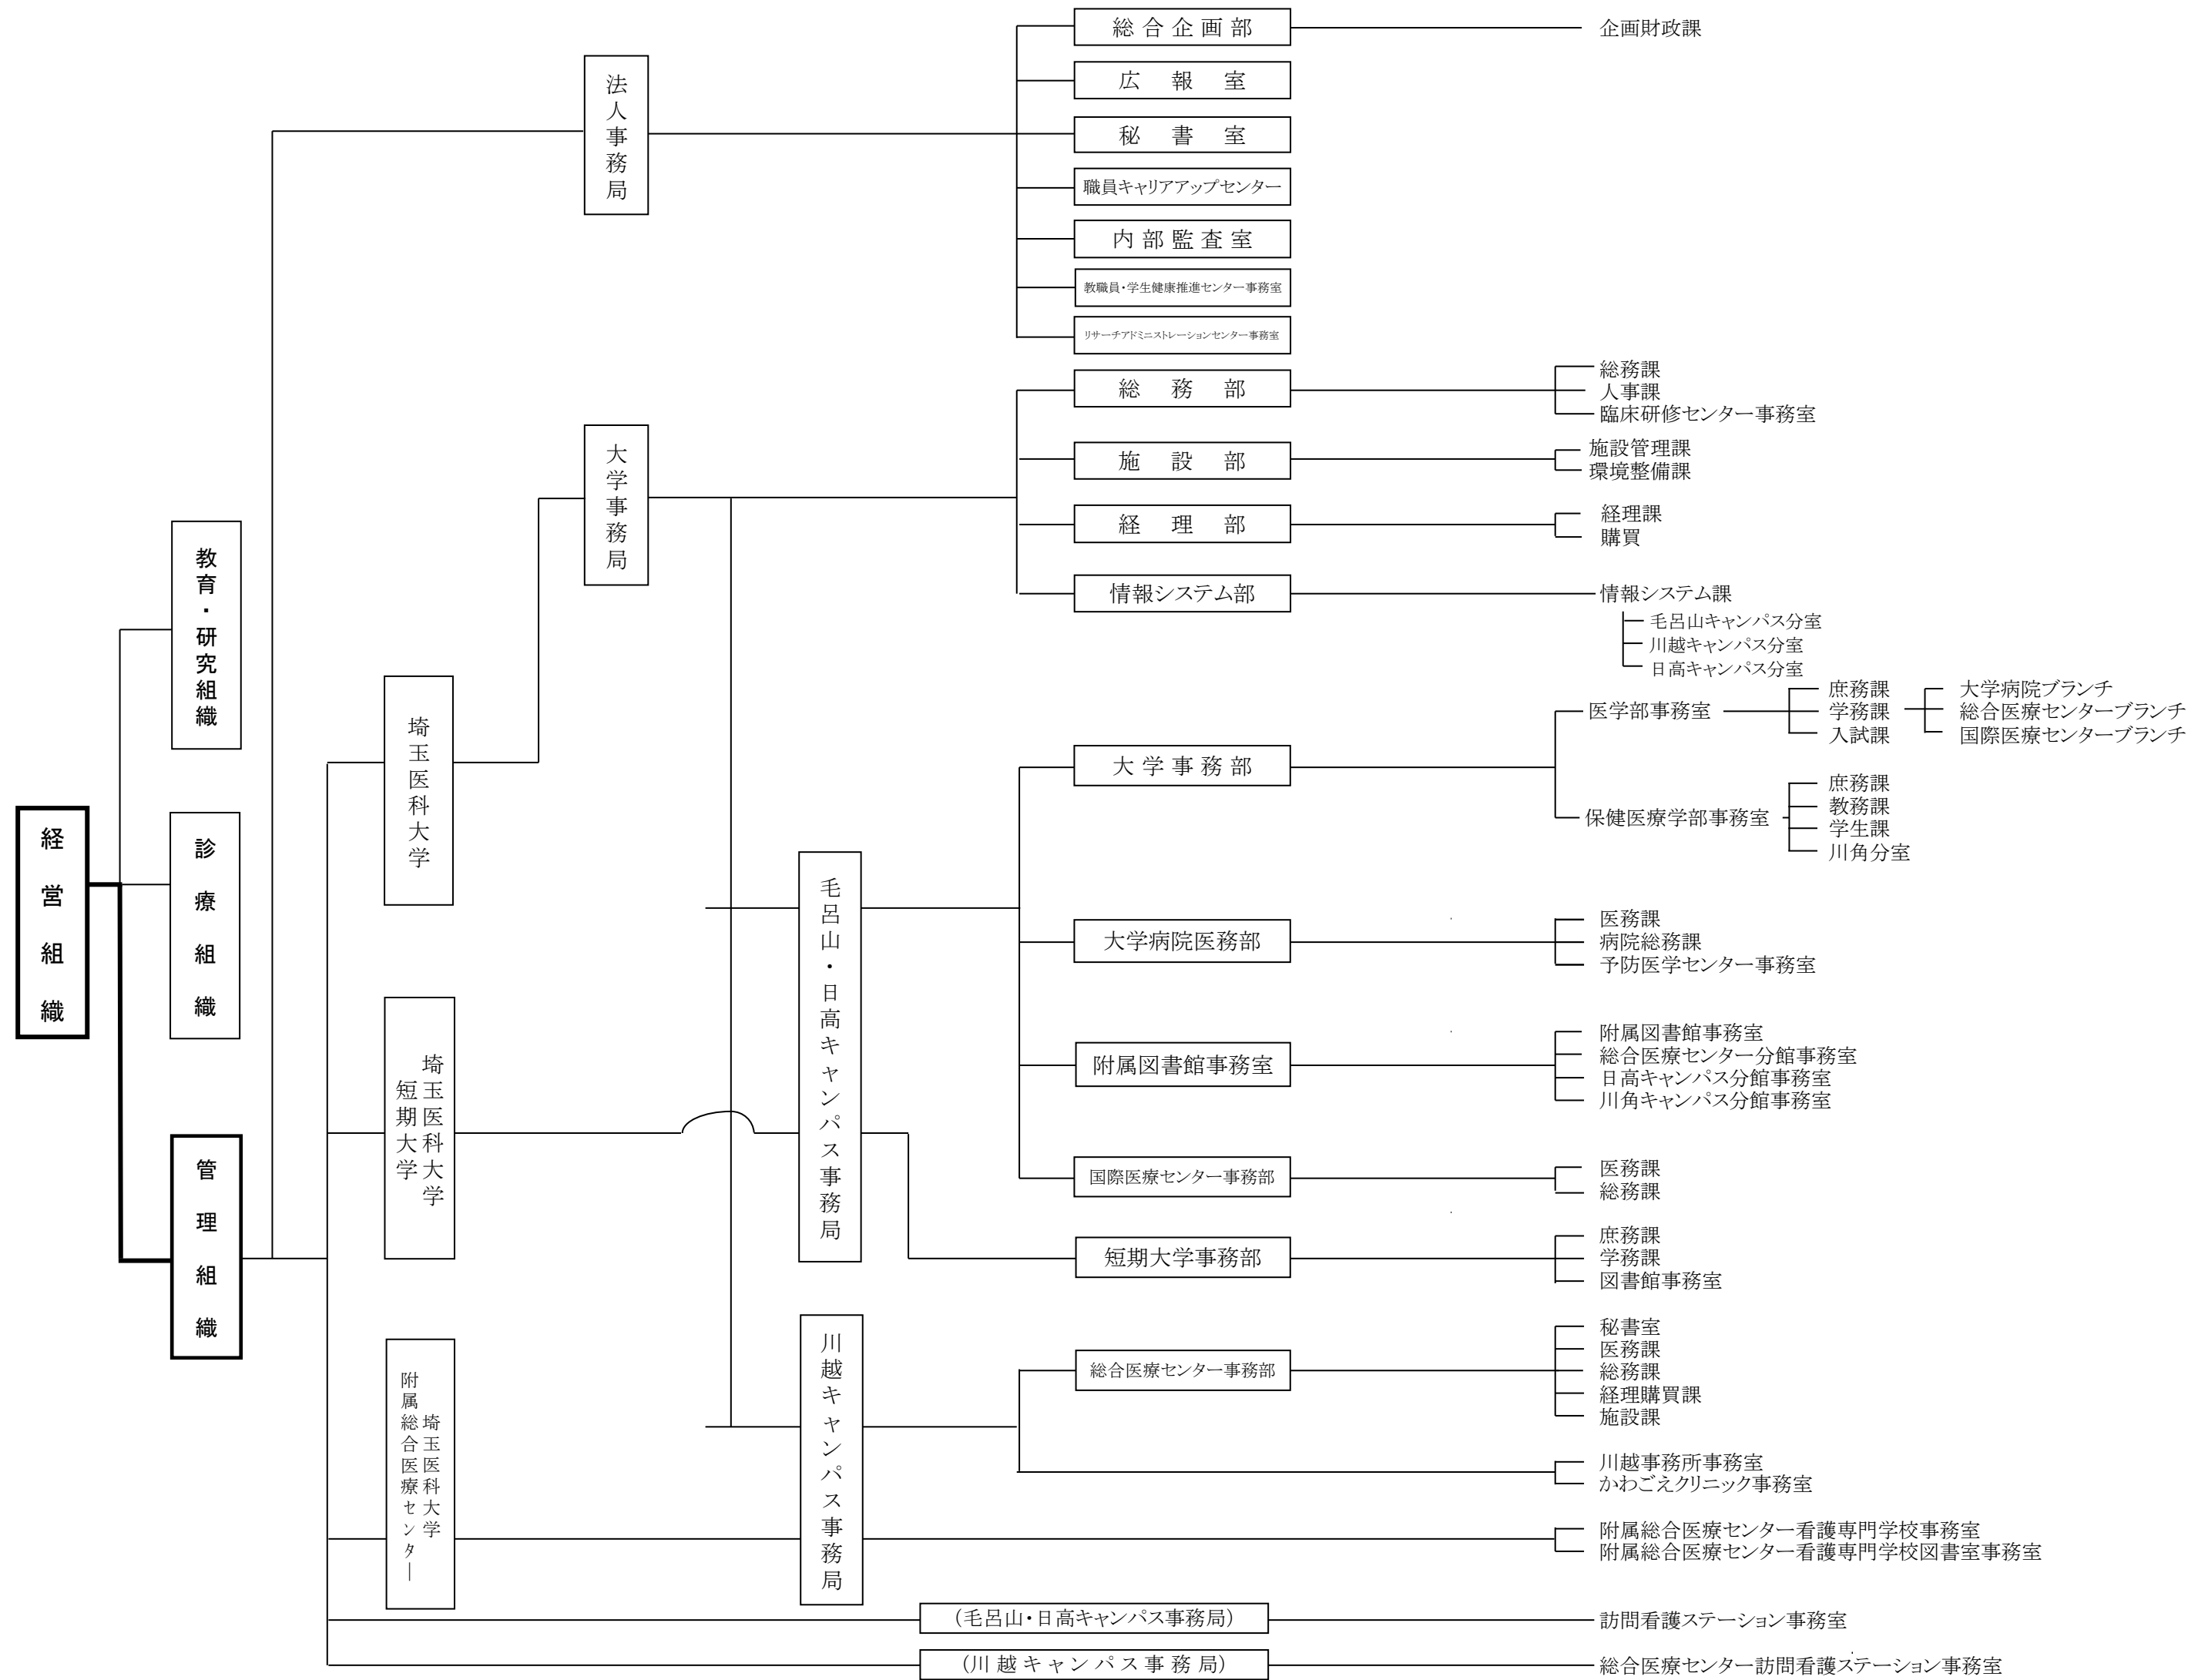 経営組織
教育・研究組織
診療組織
管理組織
埼玉医科大学
埼玉医科大学
短期大学
埼玉医科大学
附属総合医療センター
法人事務局
大学事務局
毛呂山・日高キャンパス事務局
川越キャンパス事務局
総合企画部
企画財政課
広報室
秘書室
職員キャリアアップセンター
内部監査室
教職員・学生健康推進センター事務室
リサーチアドミニストレーションセンター事務室
総務部
総務課
人事課
臨床研修センター事務室
施設部
施設管理課
環境整備課
経理部
経理課
購買
情報システム部
情報システム課
毛呂山キャンパス分室
川越キャンパス分室
日高キャンパス分室
大学事務部
医学部事務室
庶務課
学務課
入試課
大学病院ブランチ
総合医療センターブランチ
国際医療センターブランチ
保健医療学部事務室
庶務課
教務課
学生課
川角分室
大学病院医務部
医務課
病院総務課
予防医学センター事務室
附属図書館事務室
附属図書館事務室
総合医療センター分館事務室
日高キャンパス分館事務室
川角キャンパス分館事務室
国際医療センター事務部
医務課
総務課
短期大学事務部
庶務課
学務課
図書館事務室
総合医療センター事務部
秘書室
医務課
総務課
経理購買課
施設課
川越事務所事務室
かわごえクリニック事務室
附属総合医療センター看護専門学校事務室
附属総合医療センター看護専門学校図書室事務室
（毛呂山・日高キャンパス事務局）
訪問看護ステーション事務室
（川越キャンパス事務局）
総合医療センター訪問看護ステーション事務室